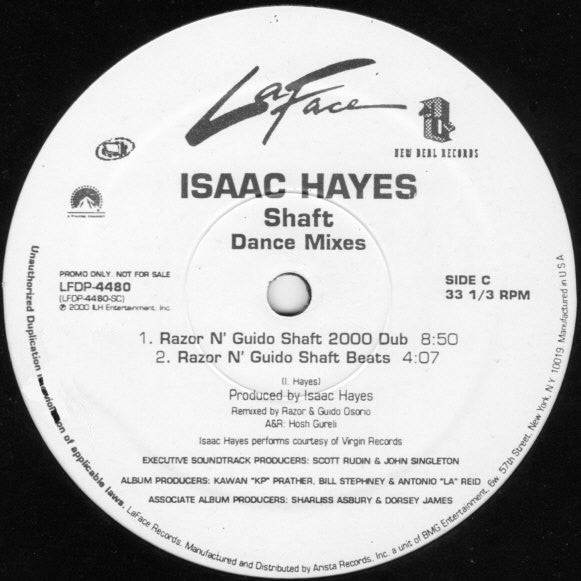 LaFace
NEW DEAL RECORDS
ISAAC HAYES
Shaft
Dance Mixes
PROMO ONLY. NOT FOR SALE
LFDP-4480
(LFDP-4480-SC)
℗ 2000 ILH Entertainment, Inc.
SIDE C
33 1/3 RPM
1. Razor N' Guido Shaft 2000 Dub 8:50
2. Razor N' Guido Shaft Beats 4:07
(I. Hayes)
Produced by Isaac Hayes
Remixed by Razor & Guido Osorio
A&R: Hosh Gureli
Isaac Hayes performs courtesy of Virgin Records
EXECUTIVE SOUNDTRACK PRODUCERS: SCOTT RUDIN & JOHN SINGLETON
ALBUM PRODUCERS: KAWAN "KP" PRATHER, BILL STEPHNEY & ANTONIO "LA" REID
ASSOCIATE ALBUM PRODUCERS: SHARLISS ASBURY & DORSEY JAMES
Unauthorized Duplication is a violation of applicable laws. LaFace Records. Manufactured and Distributed by Arista Records, Inc. a unit of BMG Entertainment, 6w. 57th Street, New York, N.Y. 10019 Manufactured in U.S.A.